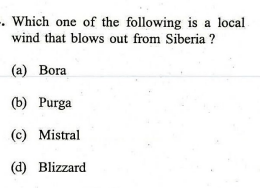 . Which one of the following is a local
wind that blows out from Siberia ?
(a) Bora
(b) Purga
(c) Mistral
(d) Blizzard